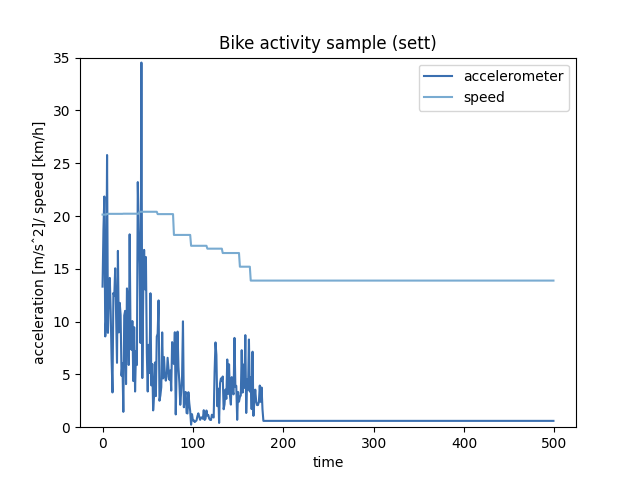 Bike activity sample (sett)
acceleration [m/s^2]/ speed [km/h]
35
30
25
20
15
10
5
0
accelerometer
speed
0 100 200 300 400 500
time